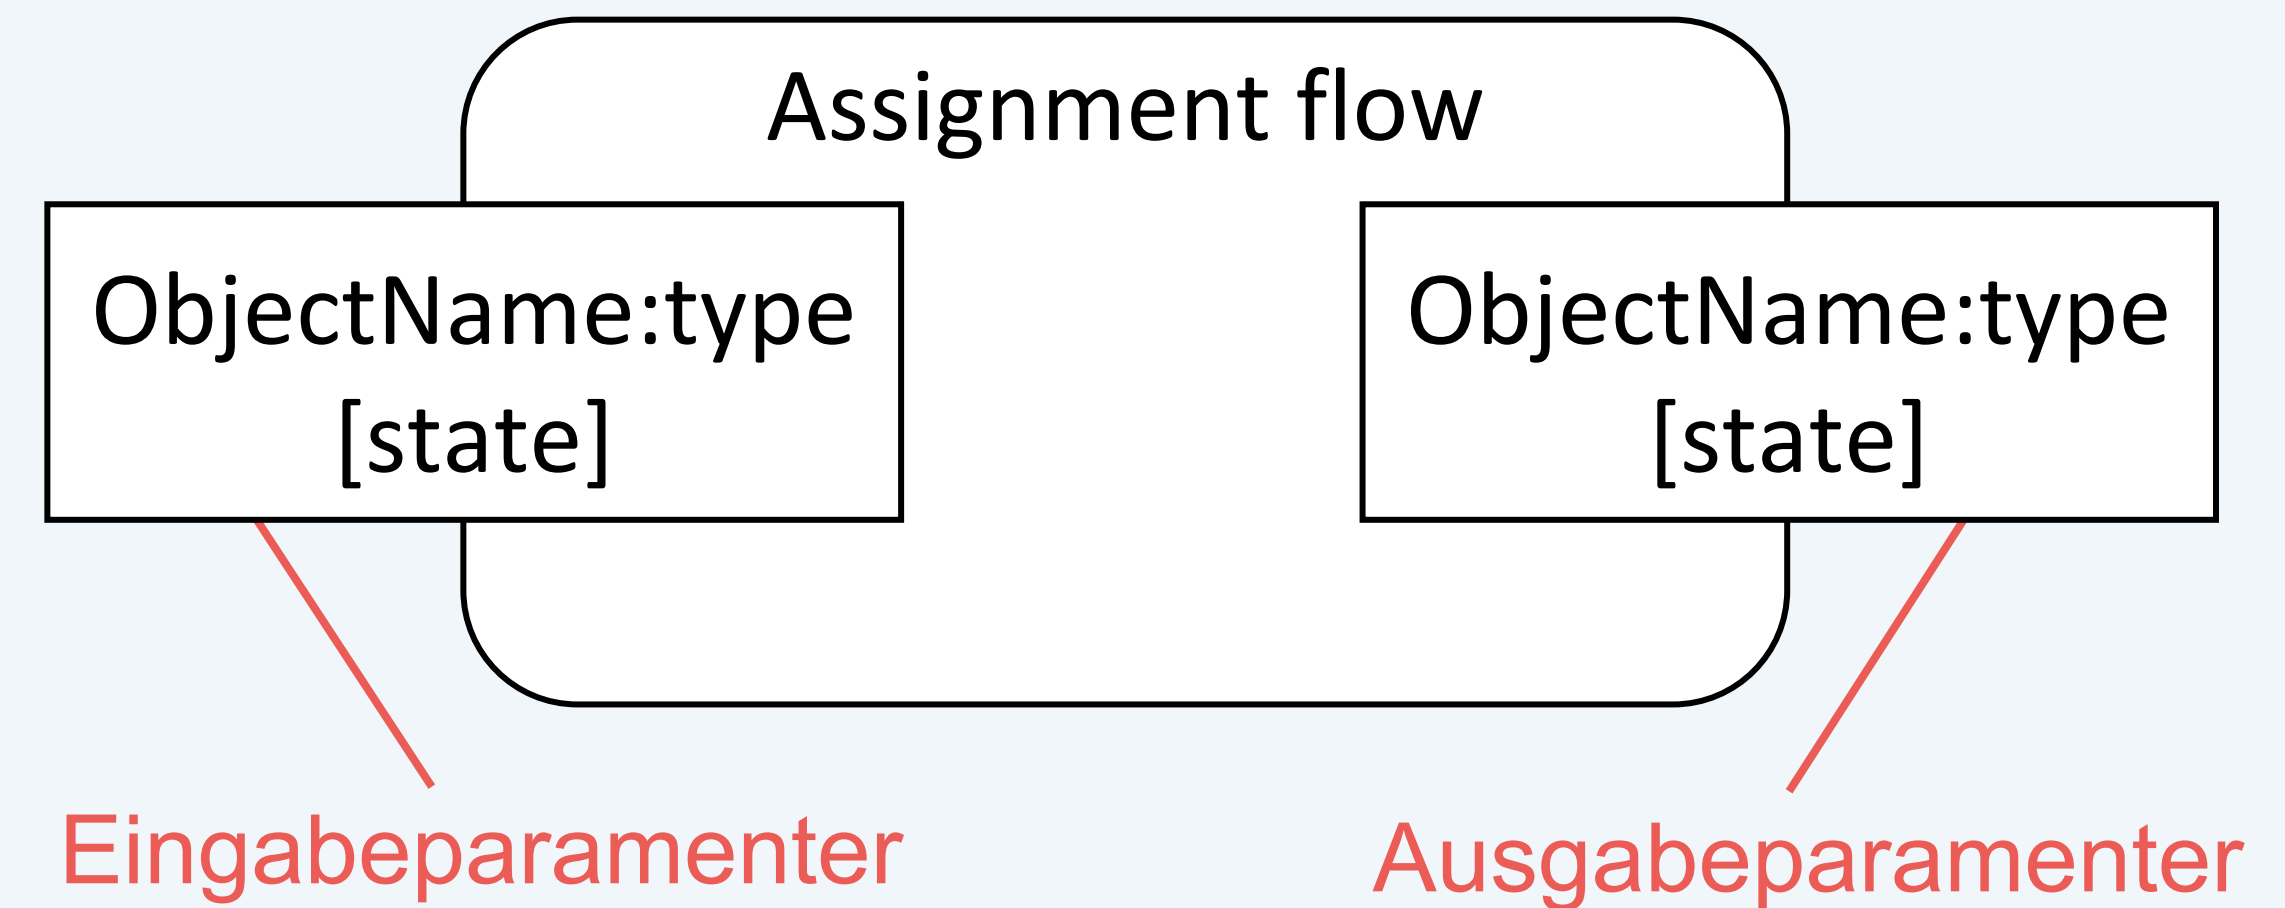 Assignment flow
ObjectName:type
[state]
ObjectName:type
[state]
Eingabeparamenter
Ausgabeparamenter